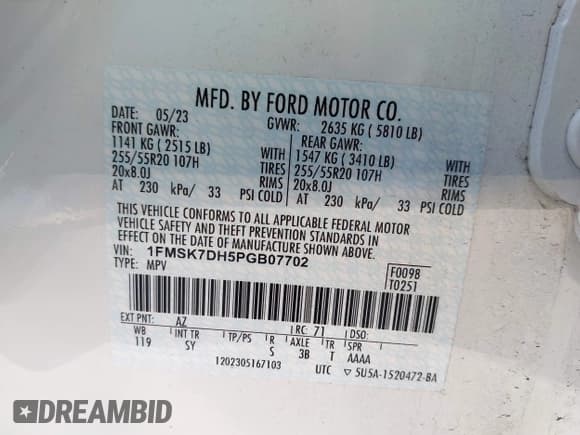 MFD. BY FORD MOTOR CO.
DATE: 05/23 GVWR: 2635 KG ( 5810 LB)
FRONT GAWR: REAR GAWR:
1141 KG ( 2515 LB) WITH 1547 KG ( 3410 LB) WITH
255/55R20 107H TIRES 255/55R20 107H TIRES
20x8.0J RIMS 20x8.0J RIMS
AT 230 kPa/ 33 PSI COLD AT 230 kPa/ 33 PSI COLD
THIS VEHICLE CONFORMS TO ALL APPLICABLE FEDERAL MOTOR
VEHICLE SAFETY AND THEFT PREVENTION STANDARDS IN
EFFECT ON THE DATE OF MANUFACTURE SHOWN ABOVE.
VIN: 1FMSK7DH5PGB07702
TYPE: MPV
F0098
T0251
EXT PNT: AZ RC: 71 DSO:
WB INT TR TP/PS R AXLE TR SPR
119 SY S 3B T AAAA
1202305167103 UTC ▽ 5U5A-1520472-BA
DREAMBID